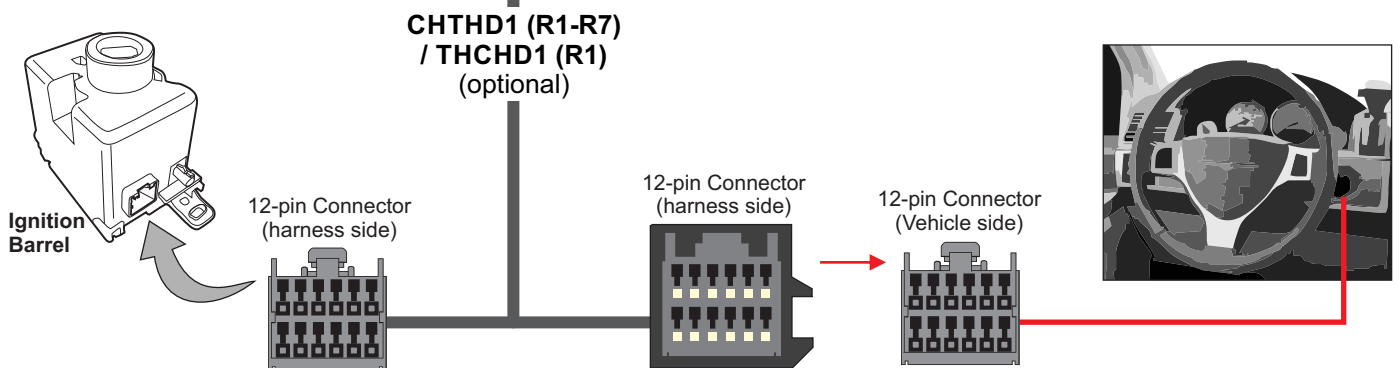 CHTHD1 (R1-R7)
/ THCHD1 (R1)
(optional)
Ignition
Barrel
12-pin Connector
(harness side)
12-pin Connector
(harness side)
12-pin Connector
(Vehicle side)